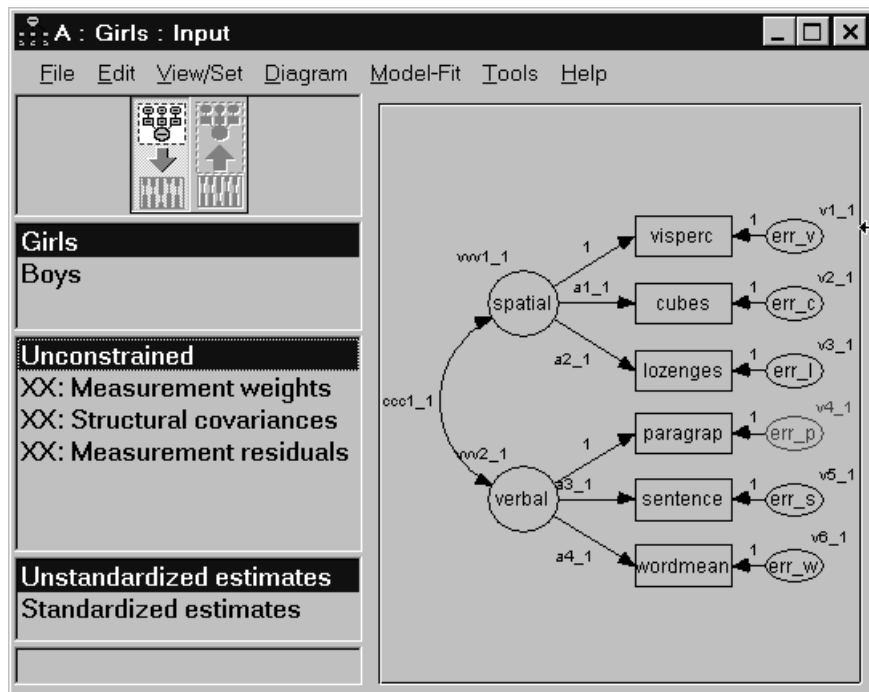 A : Girls : Input
File Edit View/Set Diagram Model-Fit Tools Help
Girls
Boys
Unconstrained
XX: Measurement weights
XX: Structural covariances
XX: Measurement residuals
Unstandardized estimates
Standardized estimates
v1_1
1
visperc
1
err_v
vvv1_1
v2_1
spatial
a1_1
cubes
1
err_c
v3_1
a2_1
lozenges
1
err_l
ccc1_1
v4_1
1
paragrap
1
err_p
vvv2_1
v5_1
verbal
a3_1
sentence
1
err_s
v6_1
a4_1
wordmean
1
err_w